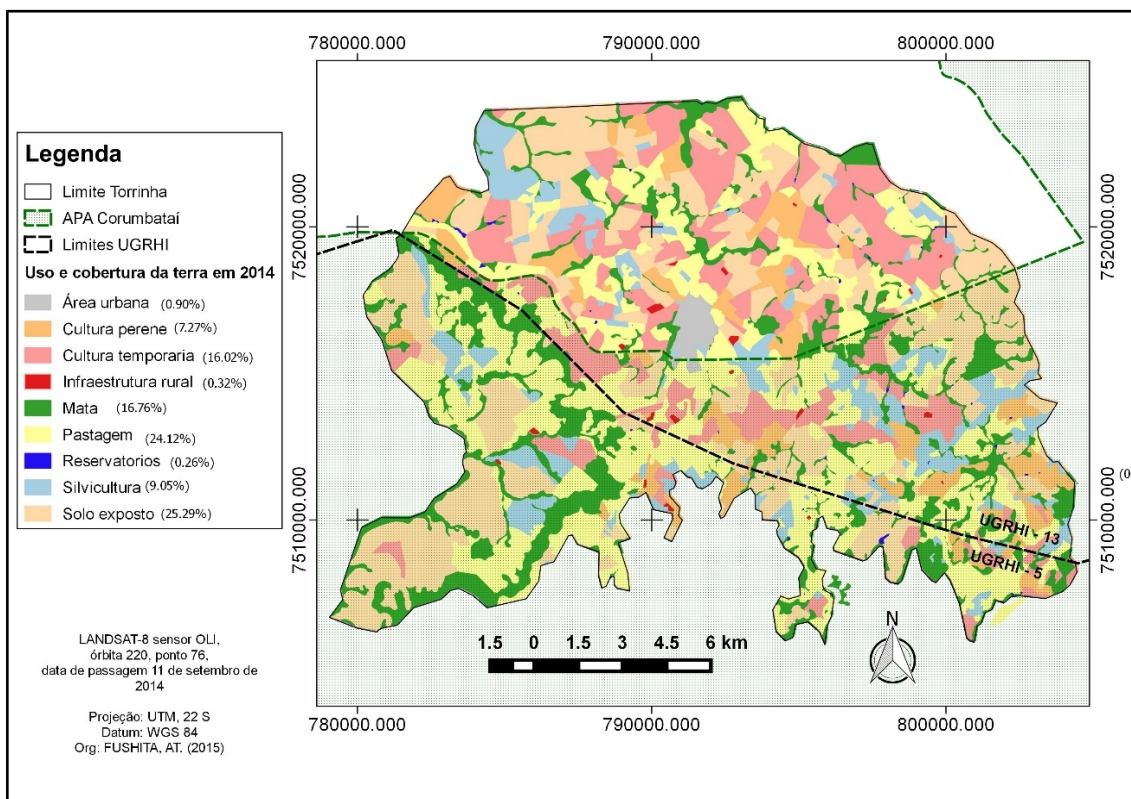 780000.000 790000.000 800000.000
Legenda
Limite Torrinha
APA Corumbataí
Limites UGRHI
Uso e cobertura da terra em 2014
Área urbana (0.90%)
Cultura perene (7.27%)
Cultura temporaria (16.02%)
Infraestrutura rural (0.32%)
Mata (16.76%)
Pastagem (24.12%)
Reservatorios (0.26%)
Silvicultura (9.05%)
Solo exposto (25.29%)
LANDSAT-8 sensor OLI,
órbita 220, ponto 76,
data de passagem 11 de setembro de
2014
Projeção: UTM, 22 S
Datum: WGS 84
Org: FUSHITA, AT. (2015)
7520000.000
7510000.000
7520000.000
7510000.000
(0
UGRHI - 13
UGRHI - 5
N
1.5 0 1.5 3 4.5 6 km
780000.000 790000.000 800000.000